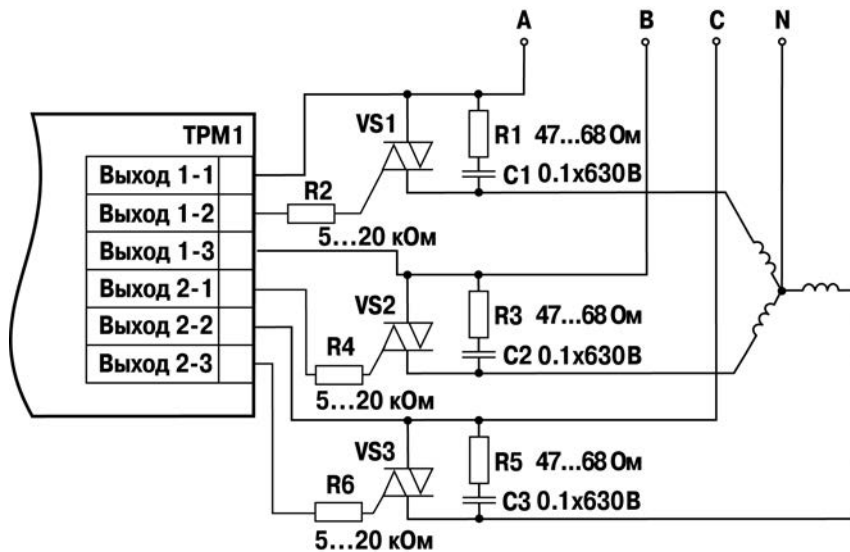 A B C N
ТРМ1
VS1
R1 47...68 Ом
Выход 1-1
C1 0.1x630В
R2
Выход 1-2
5...20 кОм
Выход 1-3
Выход 2-1
VS2
R3 47...68 Ом
Выход 2-2
R4
C2 0.1x630В
Выход 2-3
5...20 кОм
VS3
R5 47...68 Ом
R6
C3 0.1x630В
5...20 кОм